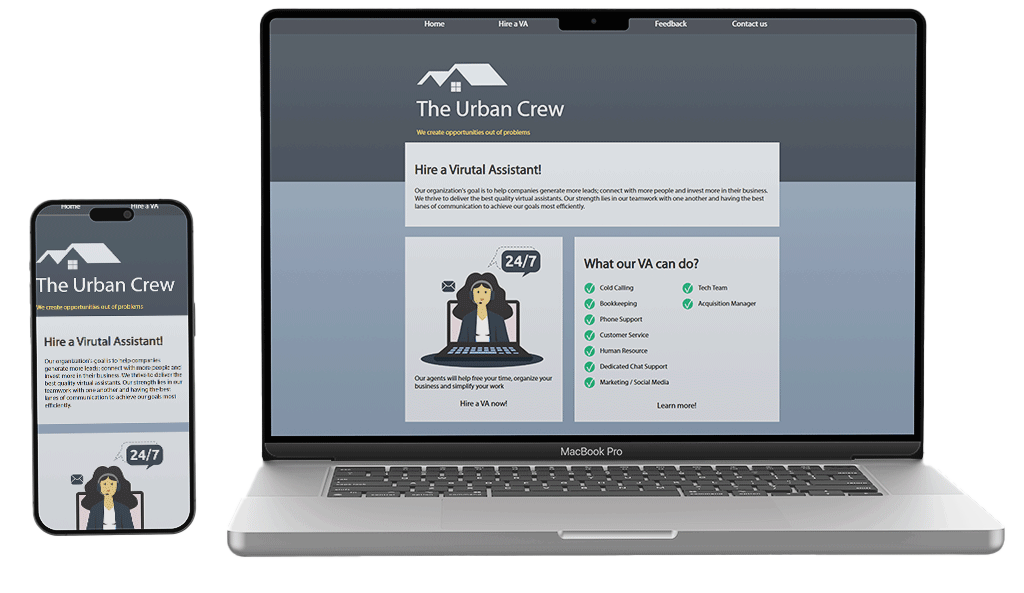 Home Hire a VA Feedback Contact us
The Urban Crew
We create opportunities out of problems
Hire a Virutal Assistant!
Our organization's goal is to help companies generate more leads; connect with more people and invest more in their business.
We thrive to deliver the best quality virtual assistants. Our strength lies in our teamwork with one another and having the best
lanes of communication to achieve our goals most efficiently.
24/7
Our agents will help free your time, organize your
business and simplify your work
Hire a VA now!
What our VA can do?
Cold Calling
Bookkeeping
Phone Support
Customer Service
Human Resource
Dedicated Chat Support
Marketing / Social Media
Tech Team
Acquisition Manager
Learn more!
MacBook Pro
Home Hire a VA
The Urban Crew
We create opportunities out of problems
Hire a Virutal Assistant!
Our organization's goal is to help companies
generate more leads; connect with more people and
invest more in their business. We thrive to deliver the
best quality virtual assistants. Our strength lies in our
teamwork with one another and having the best
lanes of communication to achieve our goals most
efficiently.
24/7